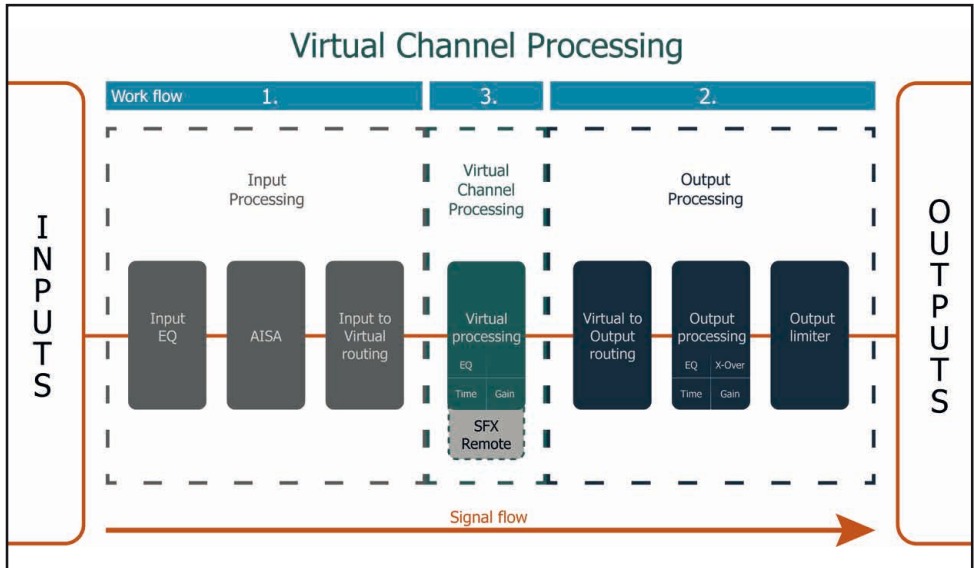 Virtual Channel Processing
Work flow 1. 3. 2.
INPUTS
Input
Processing
Virtual
Channel
Processing
Output
Processing
OUTPUTS
Input
EQ
AISA
Input to
Virtual
routing
Virtual
processing
EQ
Time Gain
SFX
Remote
Virtual to
Output
routing
Output
processing
EQ X-Over
Time Gain
Output
limiter
Signal flow